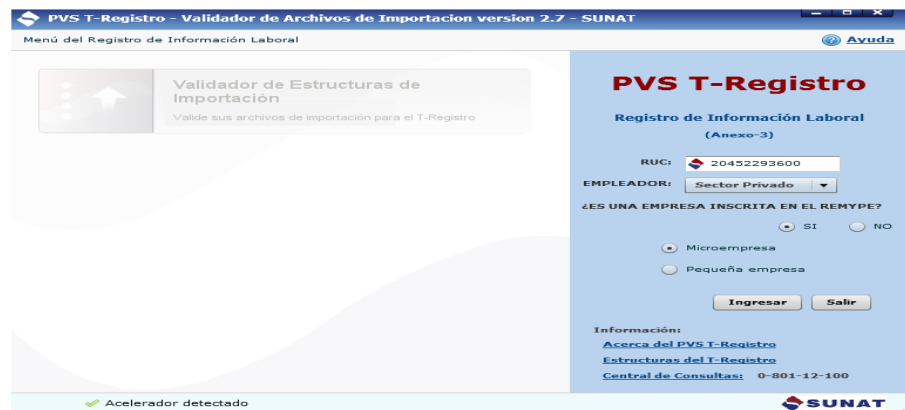 PVS T-Registro - Validador de Archivos de Importacion version 2.7 - SUNAT
Menú del Registro de Información Laboral
Ayuda
Validador de Estructuras de
Importación
Valide sus archivos de importación para el T-Registro
PVS T-Registro
Registro de Información Laboral
(Anexo-3)
RUC: 20452293600
EMPLEADOR: Sector Privado
¿ES UNA EMPRESA INSCRITA EN EL REMYPE?
SI NO
Microempresa
Pequeña empresa
Ingresar Salir
Información:
Acerca del PVS T-Registro
Estructuras del T-Registro
Central de Consultas: 0-801-12-100
Acelerador detectado
SUNAT